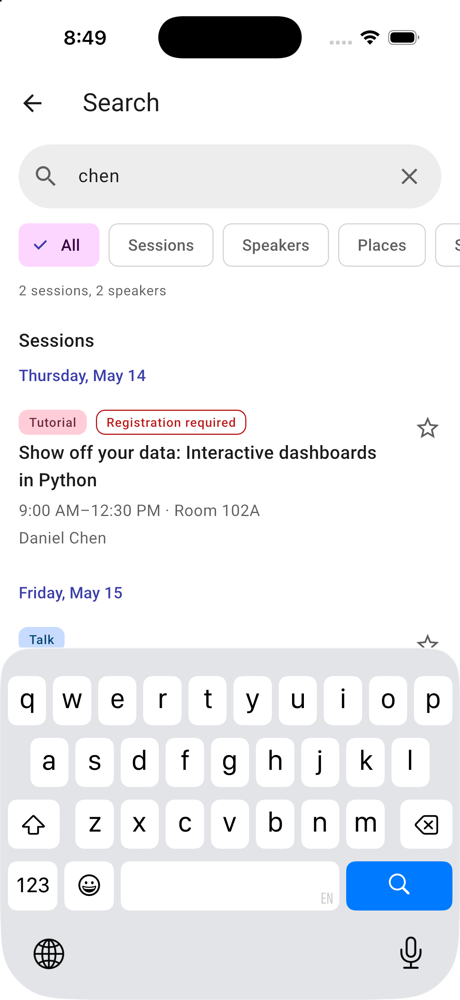 8:49
Search
chen
All
Sessions
Speakers
Places
2 sessions, 2 speakers
Sessions
Thursday, May 14
Tutorial
Registration required
Show off your data: Interactive dashboards
in Python
9:00 AM–12:30 PM · Room 102A
Daniel Chen
Friday, May 15
Talk
q w e r t y u i o p
a s d f g h j k l
z x c v b n m
123
EN